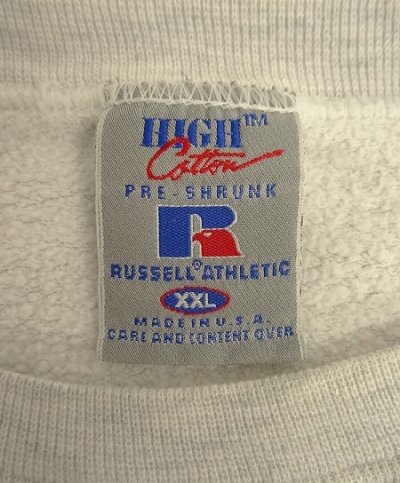 HIGH™
Cotton
PRE-SHRUNK
R
RUSSELL® ATHLETIC
XXL
MADE IN U.S.A.
CARE AND CONTENT OVER